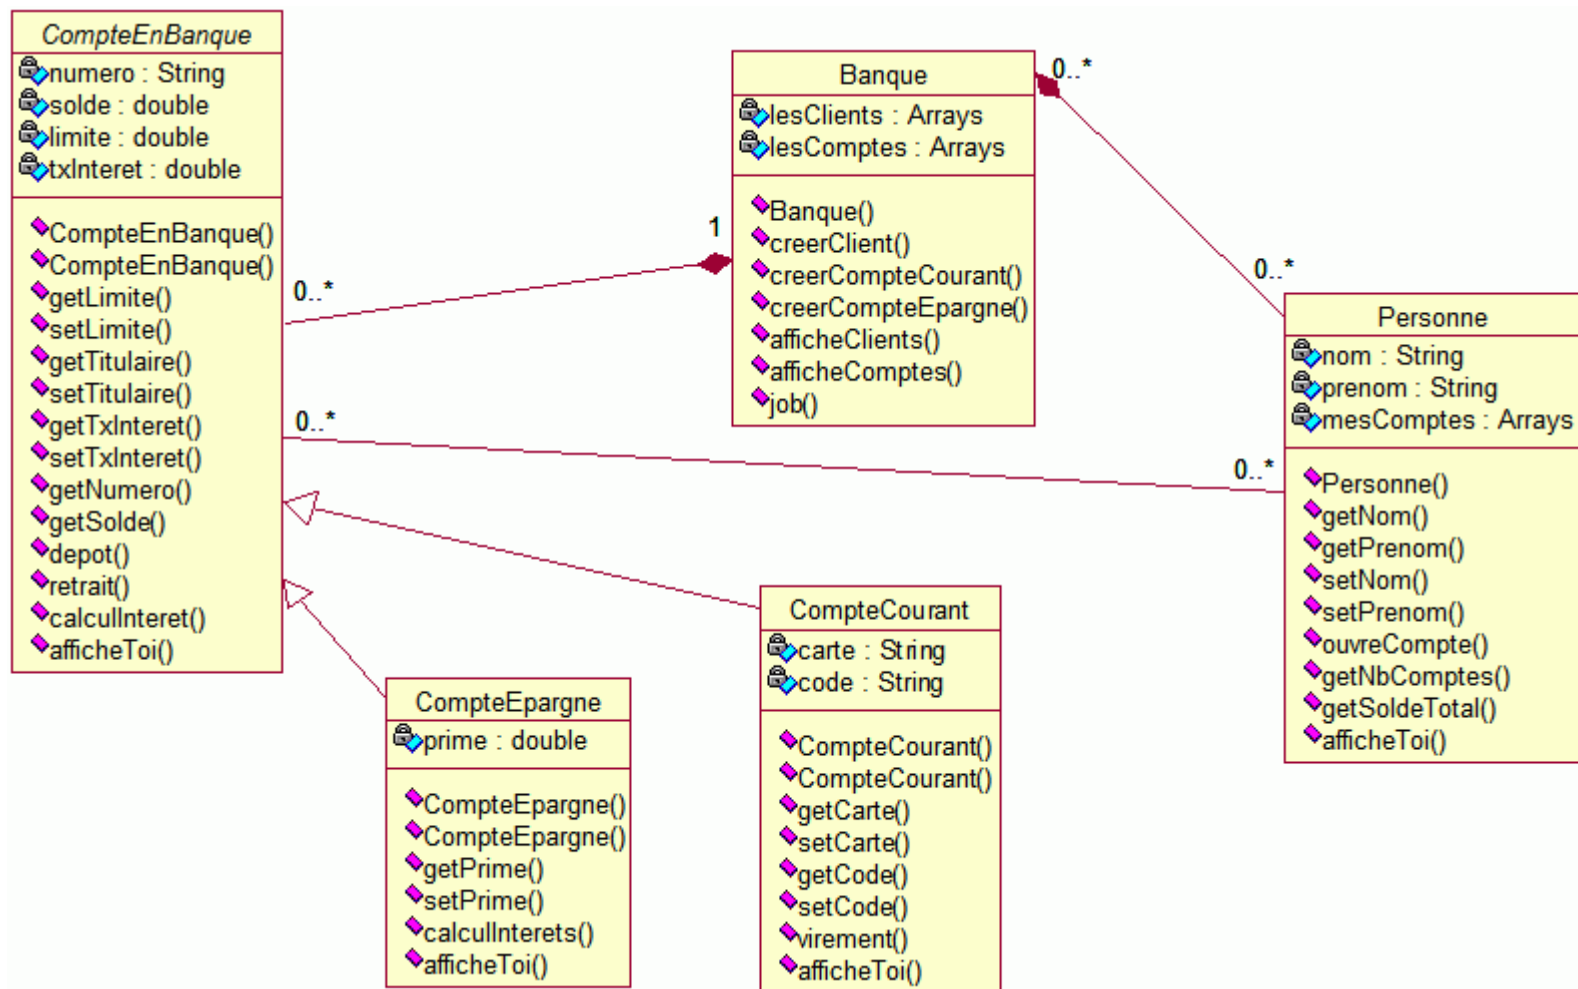 CompteEnBanque
numero : String
solde : double
limite : double
txInteret : double
CompteEnBanque()
CompteEnBanque()
getLimite()
setLimite()
getTitulaire()
setTitulaire()
getTxInteret()
setTxInteret()
getNumero()
getSolde()
depot()
retrait()
calculInteret()
afficheToi()
0..*
0..*
1
Banque
lesClients : Arrays
lesComptes : Arrays
Banque()
creerClient()
creerCompteCourant()
creerCompteEpargne()
afficheClients()
afficheComptes()
job()
0..*
0..*
0..*
Personne
nom : String
prenom : String
mesComptes : Arrays
Personne()
getNom()
getPrenom()
setNom()
setPrenom()
ouvreCompte()
getNbComptes()
getSoldeTotal()
afficheToi()
CompteEpargne
prime : double
CompteEpargne()
CompteEpargne()
getPrime()
setPrime()
calculInterets()
afficheToi()
CompteCourant
carte : String
code : String
CompteCourant()
CompteCourant()
getCarte()
setCarte()
getCode()
setCode()
virement()
afficheToi()